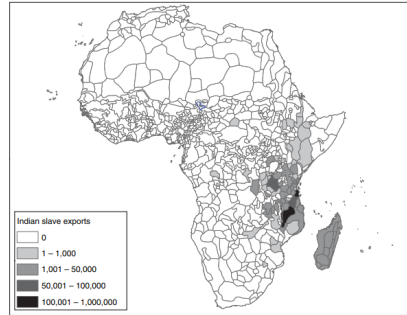 Indian slave exports
0
1 – 1,000
1,001 – 50,000
50,001 – 100,000
100,001 – 1,000,000